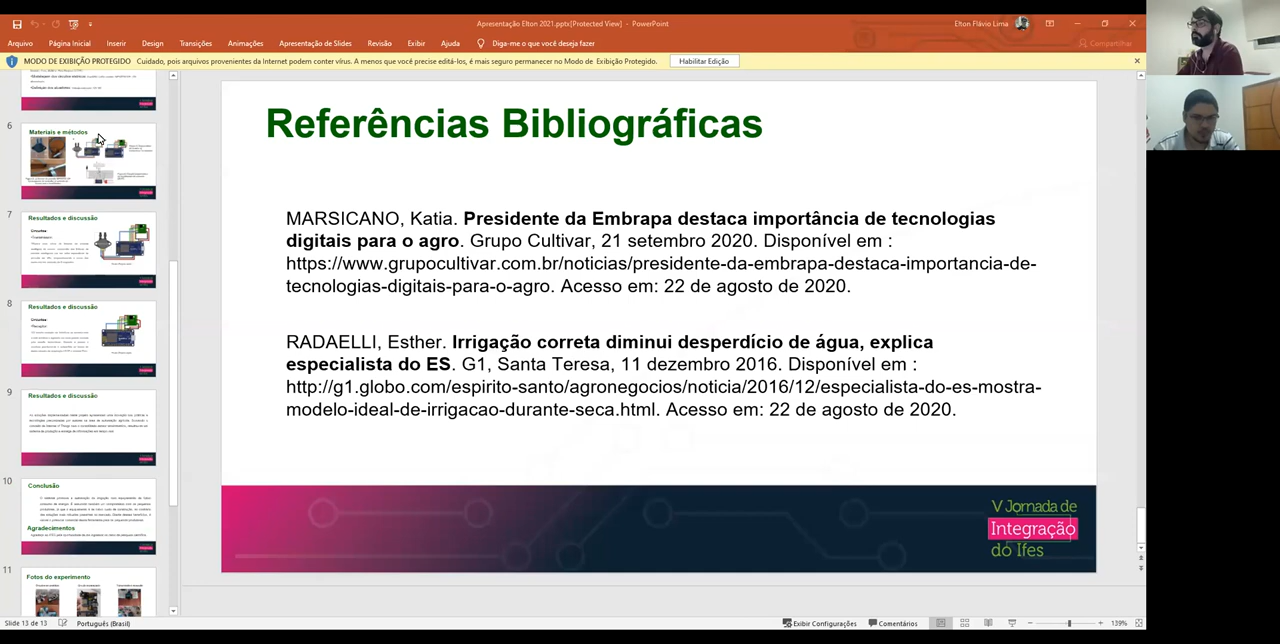 Apresentação Elton 2021.pptx[Protected View] - PowerPoint
Elton Flávio Lima
Arquivo Página Inicial Inserir Design Transições Animações Apresentação de Slides Revisão Exibir Ajuda Diga-me o que você deseja fazer Compartilhar
MODO DE EXIBIÇÃO PROTEGIDO Cuidado, pois arquivos provenientes da Internet podem conter vírus. A menos que você precise editá-los, é mais seguro permanecer no Modo de Exibição Protegido. Habilitar Edição
6
Materiais e métodos
7
Resultados e discussão
8
Resultados e discussão
9
Resultados e discussão
10
Conclusão
Agradecimentos
11
Fotos do experimento
Referências Bibliográficas
MARSICANO, Katia. Presidente da Embrapa destaca importância de tecnologias
digitais para o agro. Grupo Cultivar, 21 setembro 2020. Disponível em :
https://www.grupocultivar.com.br/noticias/presidente-da-embrapa-destaca-importancia-de-
tecnologias-digitais-para-o-agro. Acesso em: 22 de agosto de 2020.
RADAELLI, Esther. Irrigação correta diminui desperdício de água, explica
especialista do ES. G1, Santa Teresa, 11 dezembro 2016. Disponível em :
http://g1.globo.com/espirito-santo/agronegocios/noticia/2016/12/especialista-do-es-mostra-
modelo-ideal-de-irrigacao-durante-seca.html. Acesso em: 22 de agosto de 2020.
V Jornada de
Integração
do Ifes
Slide 13 de 13 Português (Brasil) Exibir Configurações Comentários 139%